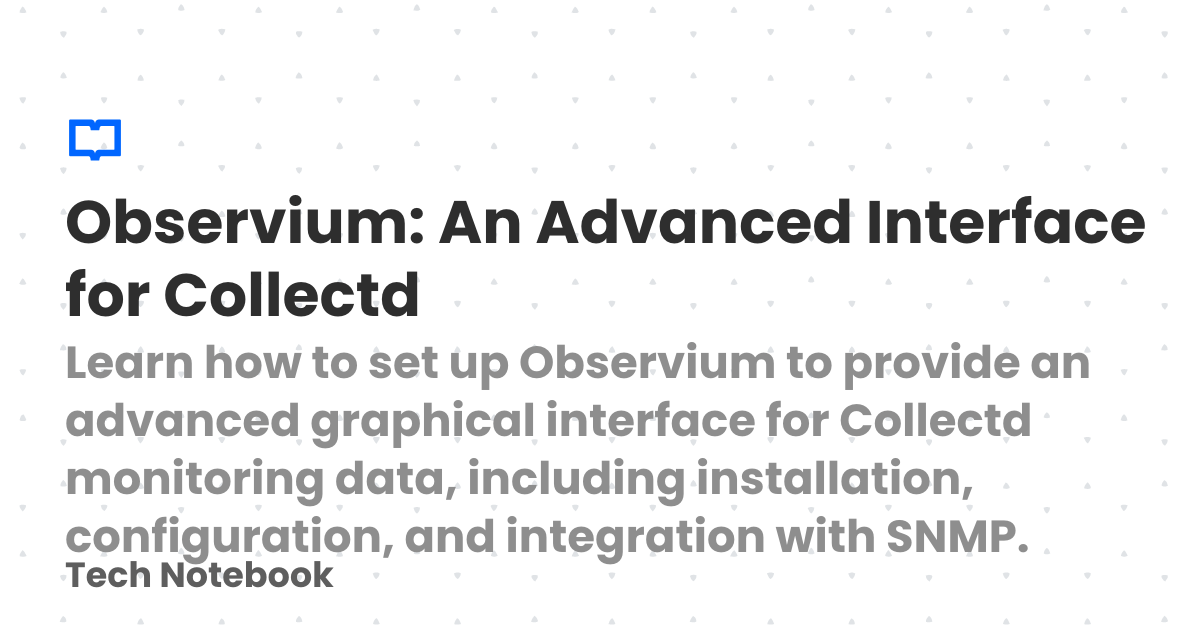 Observium: An Advanced Interface
for Collectd
Learn how to set up Observium to provide an
advanced graphical interface for Collectd
monitoring data, including installation,
configuration, and integration with SNMP.
Tech Notebook